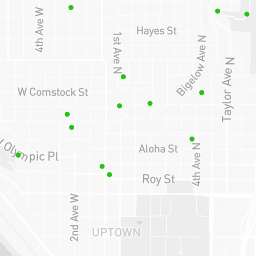 4th Ave W
Hayes St
1st Ave N
Bigelow Ave N
Taylor Ave N
W Comstock St
Olympic Pl
Aloha St
Roy St
4th Ave N
2nd Ave W
UPTOWN